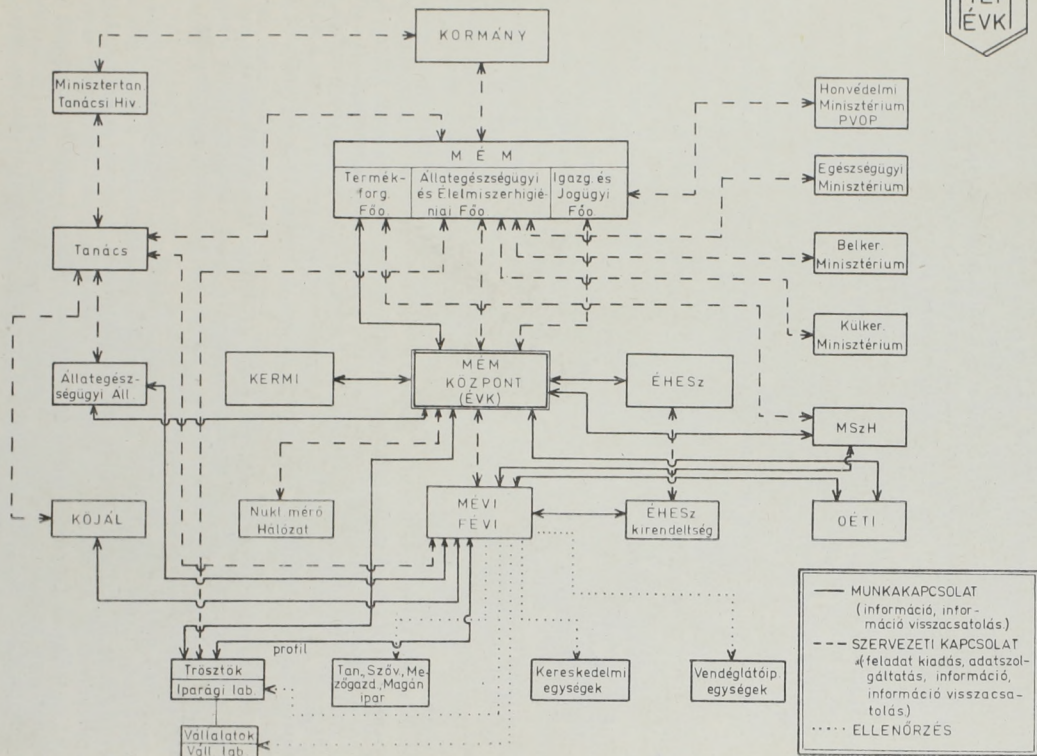 ÉVK
KORMÁNY
Minisztertan.
Tanácsi Hiv.
Honvédelmi
Minisztérium
PVOP
M É M
Termék-
forg.
Főo.
Állategészségügyi
és Élelmiszerhigié-
niai Főo.
Igazg. és
Jogügyi
Főo.
Egészségügyi
Minisztérium
Tanács
Belker.
Minisztérium
Külker.
Minisztérium
Állategész-
ségügyi Áll.
KERMI
MÉM
KÖZPONT
(ÉVK)
ÉHESz
MSzH
KÖJÁL
Nukl. mérő
Hálózat
MÉVI
FÉVI
ÉHESz
kirendeltség
OÉTI
profil
Trösztök
Iparági lab.
Vállalatok
Váll. lab.
Tan., Szöv., Me-
zőgazd., Magán
ipar
Kereskedelmi
egységek
Vendéglátóip.
egységek
MUNKAKAPCSOLAT
(információ, infor-
máció visszacsatolás.)
SZERVEZETI KAPCSOLAT
(feladat kiadás, adatszol-
gáltatás, információ,
információ visszacsa-
tolás.)
ELLENŐRZÉS